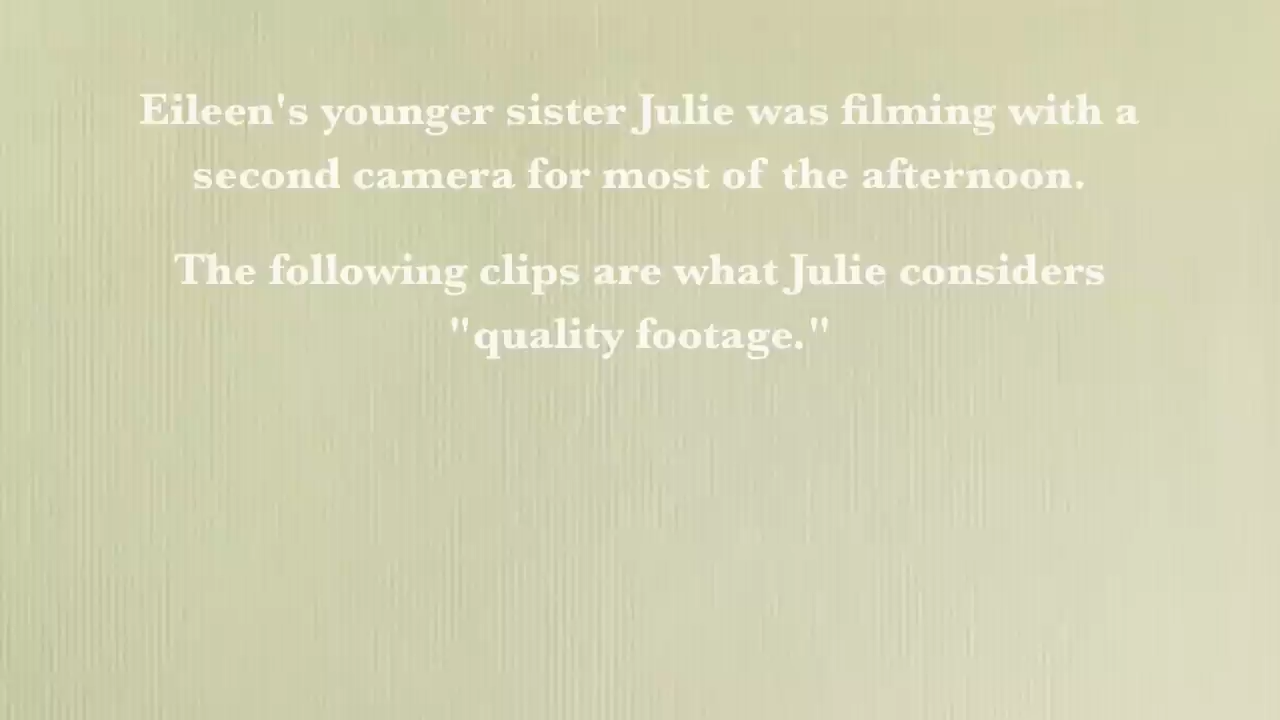 Eileen's younger sister Julie was filming with a
second camera for most of the afternoon.
The following clips are what Julie considers
"quality footage."